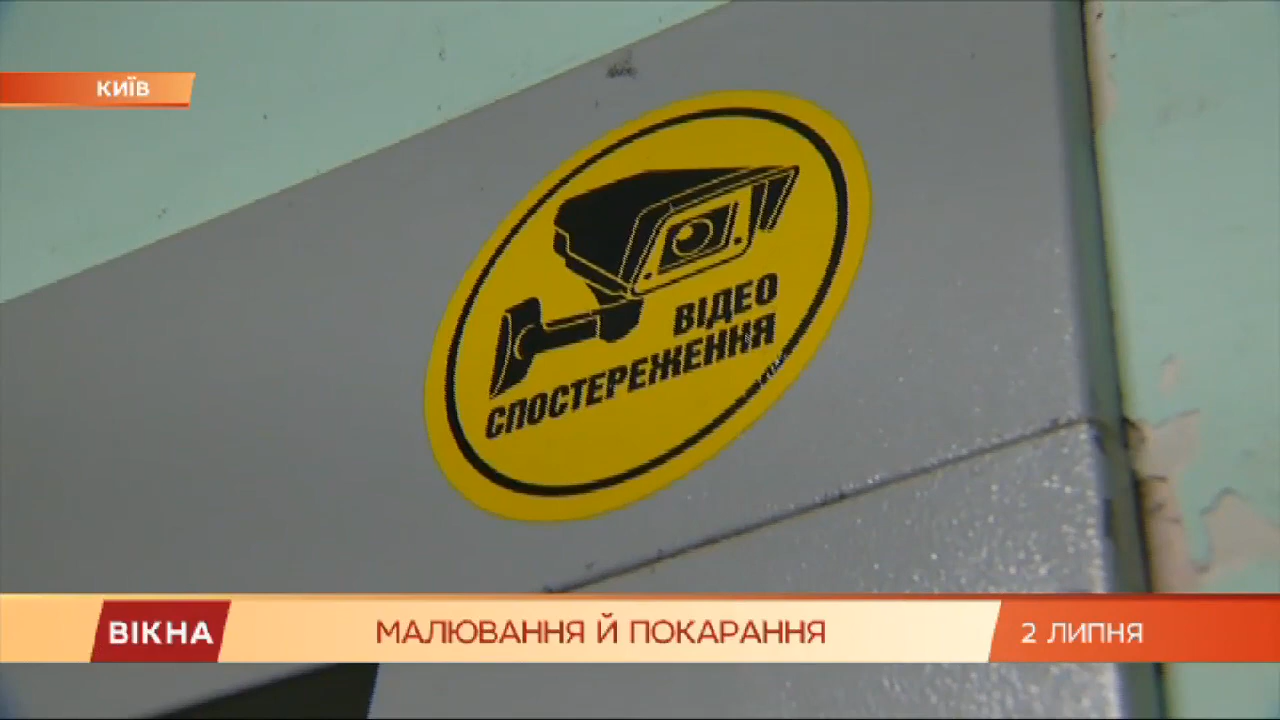 КИЇВ
ВІДЕО
СПОСТЕРЕЖЕННЯ
ВІКНА
МАЛЮВАННЯ Й ПОКАРАННЯ
2 ЛИПНЯ